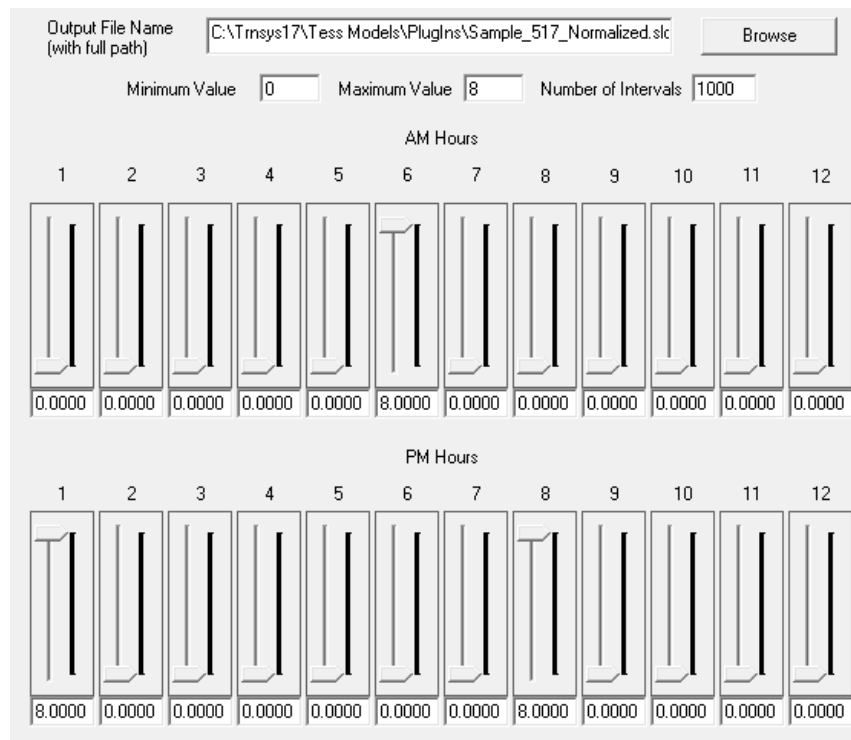 Output File Name
(with full path)
C:\Trnsys17\Tess Models\PlugIns\Sample_517_Normalized.slc
Browse
Minimum Value 0 Maximum Value 8 Number of Intervals 1000
AM Hours
1 2 3 4 5 6 7 8 9 10 11 12
0.0000 0.0000 0.0000 0.0000 0.0000 8.0000 0.0000 0.0000 0.0000 0.0000 0.0000 0.0000
PM Hours
1 2 3 4 5 6 7 8 9 10 11 12
8.0000 0.0000 0.0000 0.0000 0.0000 0.0000 0.0000 8.0000 0.0000 0.0000 0.0000 0.0000